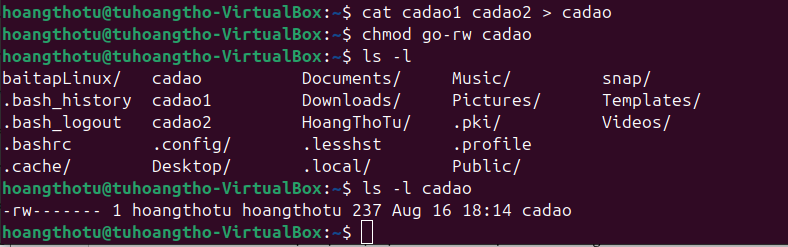 hoangthotu@tuhoangtho-VirtualBox:~$ cat cadao1 cadao2 > cadao
hoangthotu@tuhoangtho-VirtualBox:~$ chmod go-rw cadao
hoangthotu@tuhoangtho-VirtualBox:~$ ls -l
baitapLinux/ cadao Documents/ Music/ snap/
.bash_history cadao1 Downloads/ Pictures/ Templates/
.bash_logout cadao2 HoangThoTu/ .pki/ Videos/
.bashrc .config/ .lesshst .profile
.cache/ Desktop/ .local/ Public/
hoangthotu@tuhoangtho-VirtualBox:~$ ls -l cadao
-rw------- 1 hoangthotu hoangthotu 237 Aug 16 18:14 cadao
hoangthotu@tuhoangtho-VirtualBox:~$